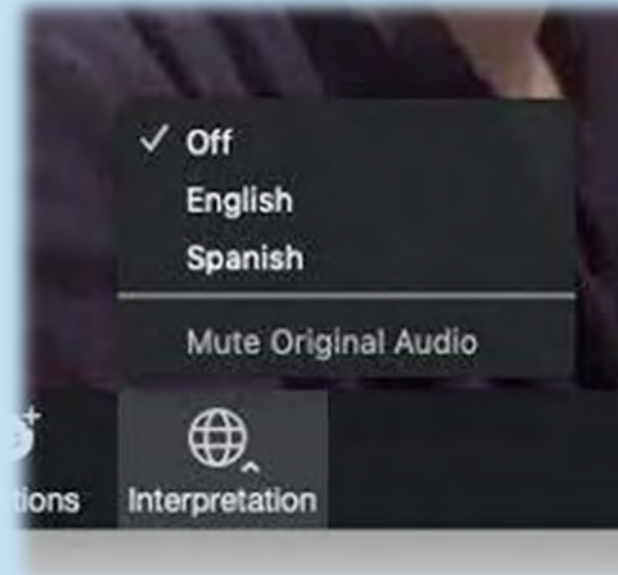 Off
English
Spanish
Mute Original Audio
tions
Interpretation